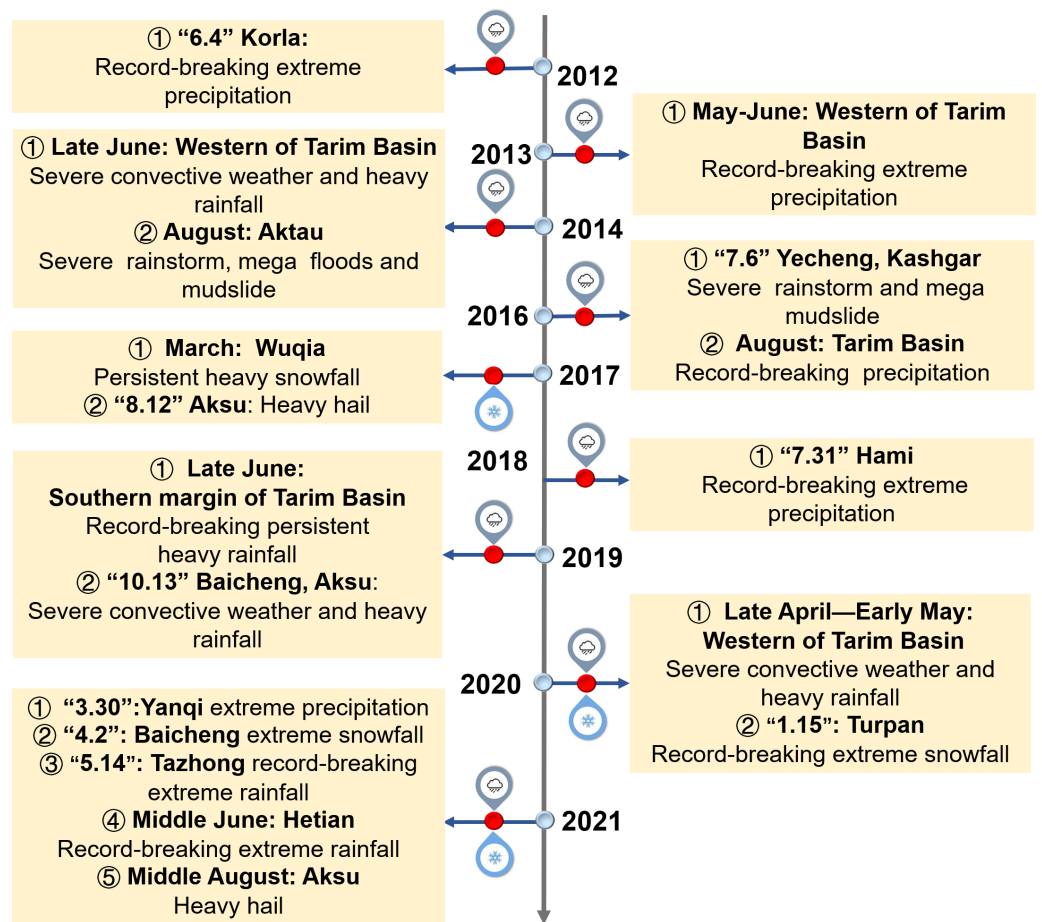 ① “6.4” Korla:
Record-breaking extreme
precipitation
2012
① May-June: Western of Tarim
Basin
Record-breaking extreme
precipitation
2013
① Late June: Western of Tarim Basin
Severe convective weather and heavy
rainfall
② August: Aktau
Severe rainstorm, mega floods and
mudslide
2014
① “7.6” Yecheng, Kashgar
Severe rainstorm and mega
mudslide
② August: Tarim Basin
Record-breaking precipitation
2016
① March: Wuqia
Persistent heavy snowfall
② “8.12” Aksu: Heavy hail
2017
2018
① “7.31” Hami
Record-breaking extreme
precipitation
① Late June:
Southern margin of Tarim Basin
Record-breaking persistent
heavy rainfall
② “10.13” Baicheng, Aksu:
Severe convective weather and heavy
rainfall
2019
① Late April—Early May:
Western of Tarim Basin
Severe convective weather and
heavy rainfall
② “1.15”: Turpan
Record-breaking extreme snowfall
2020
① “3.30”:Yanqi extreme precipitation
② “4.2”: Baicheng extreme snowfall
③ “5.14”: Tazhong record-breaking
extreme rainfall
④ Middle June: Hetian
Record-breaking extreme rainfall
⑤ Middle August: Aksu
Heavy hail
2021